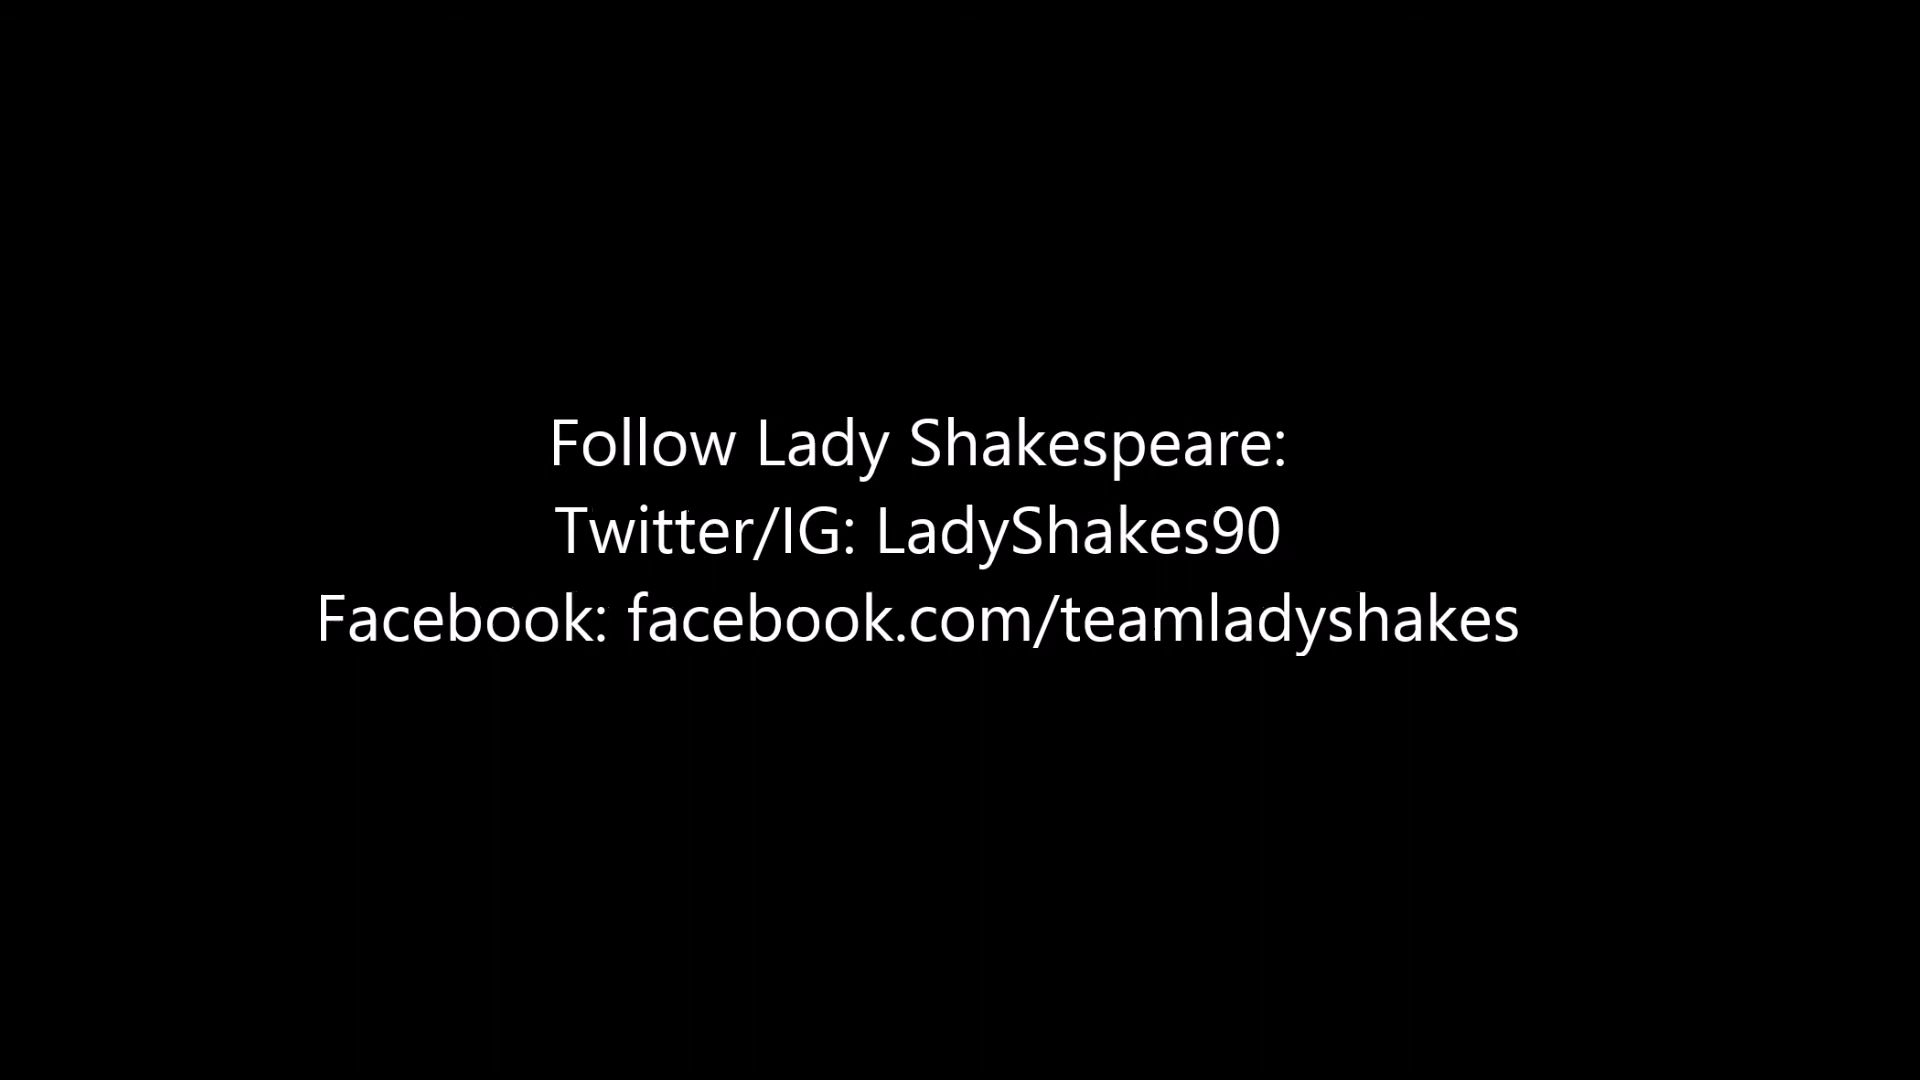 Follow Lady Shakespeare:
Twitter/IG: LadyShakes90
Facebook: facebook.com/teamladyshakes